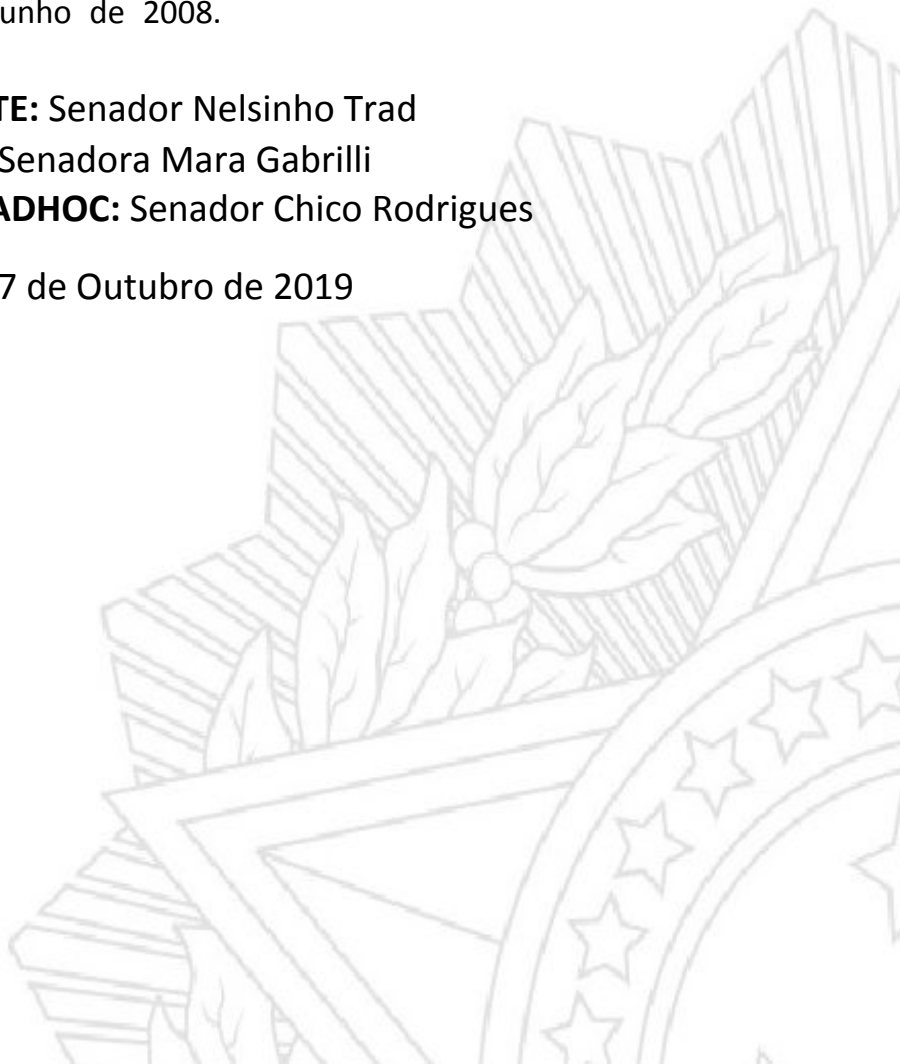 unho de 2008.
TE: Senador Nelsinho Trad
Senadora Mara Gabrilli
ADHOC: Senador Chico Rodrigues
7 de Outubro de 2019